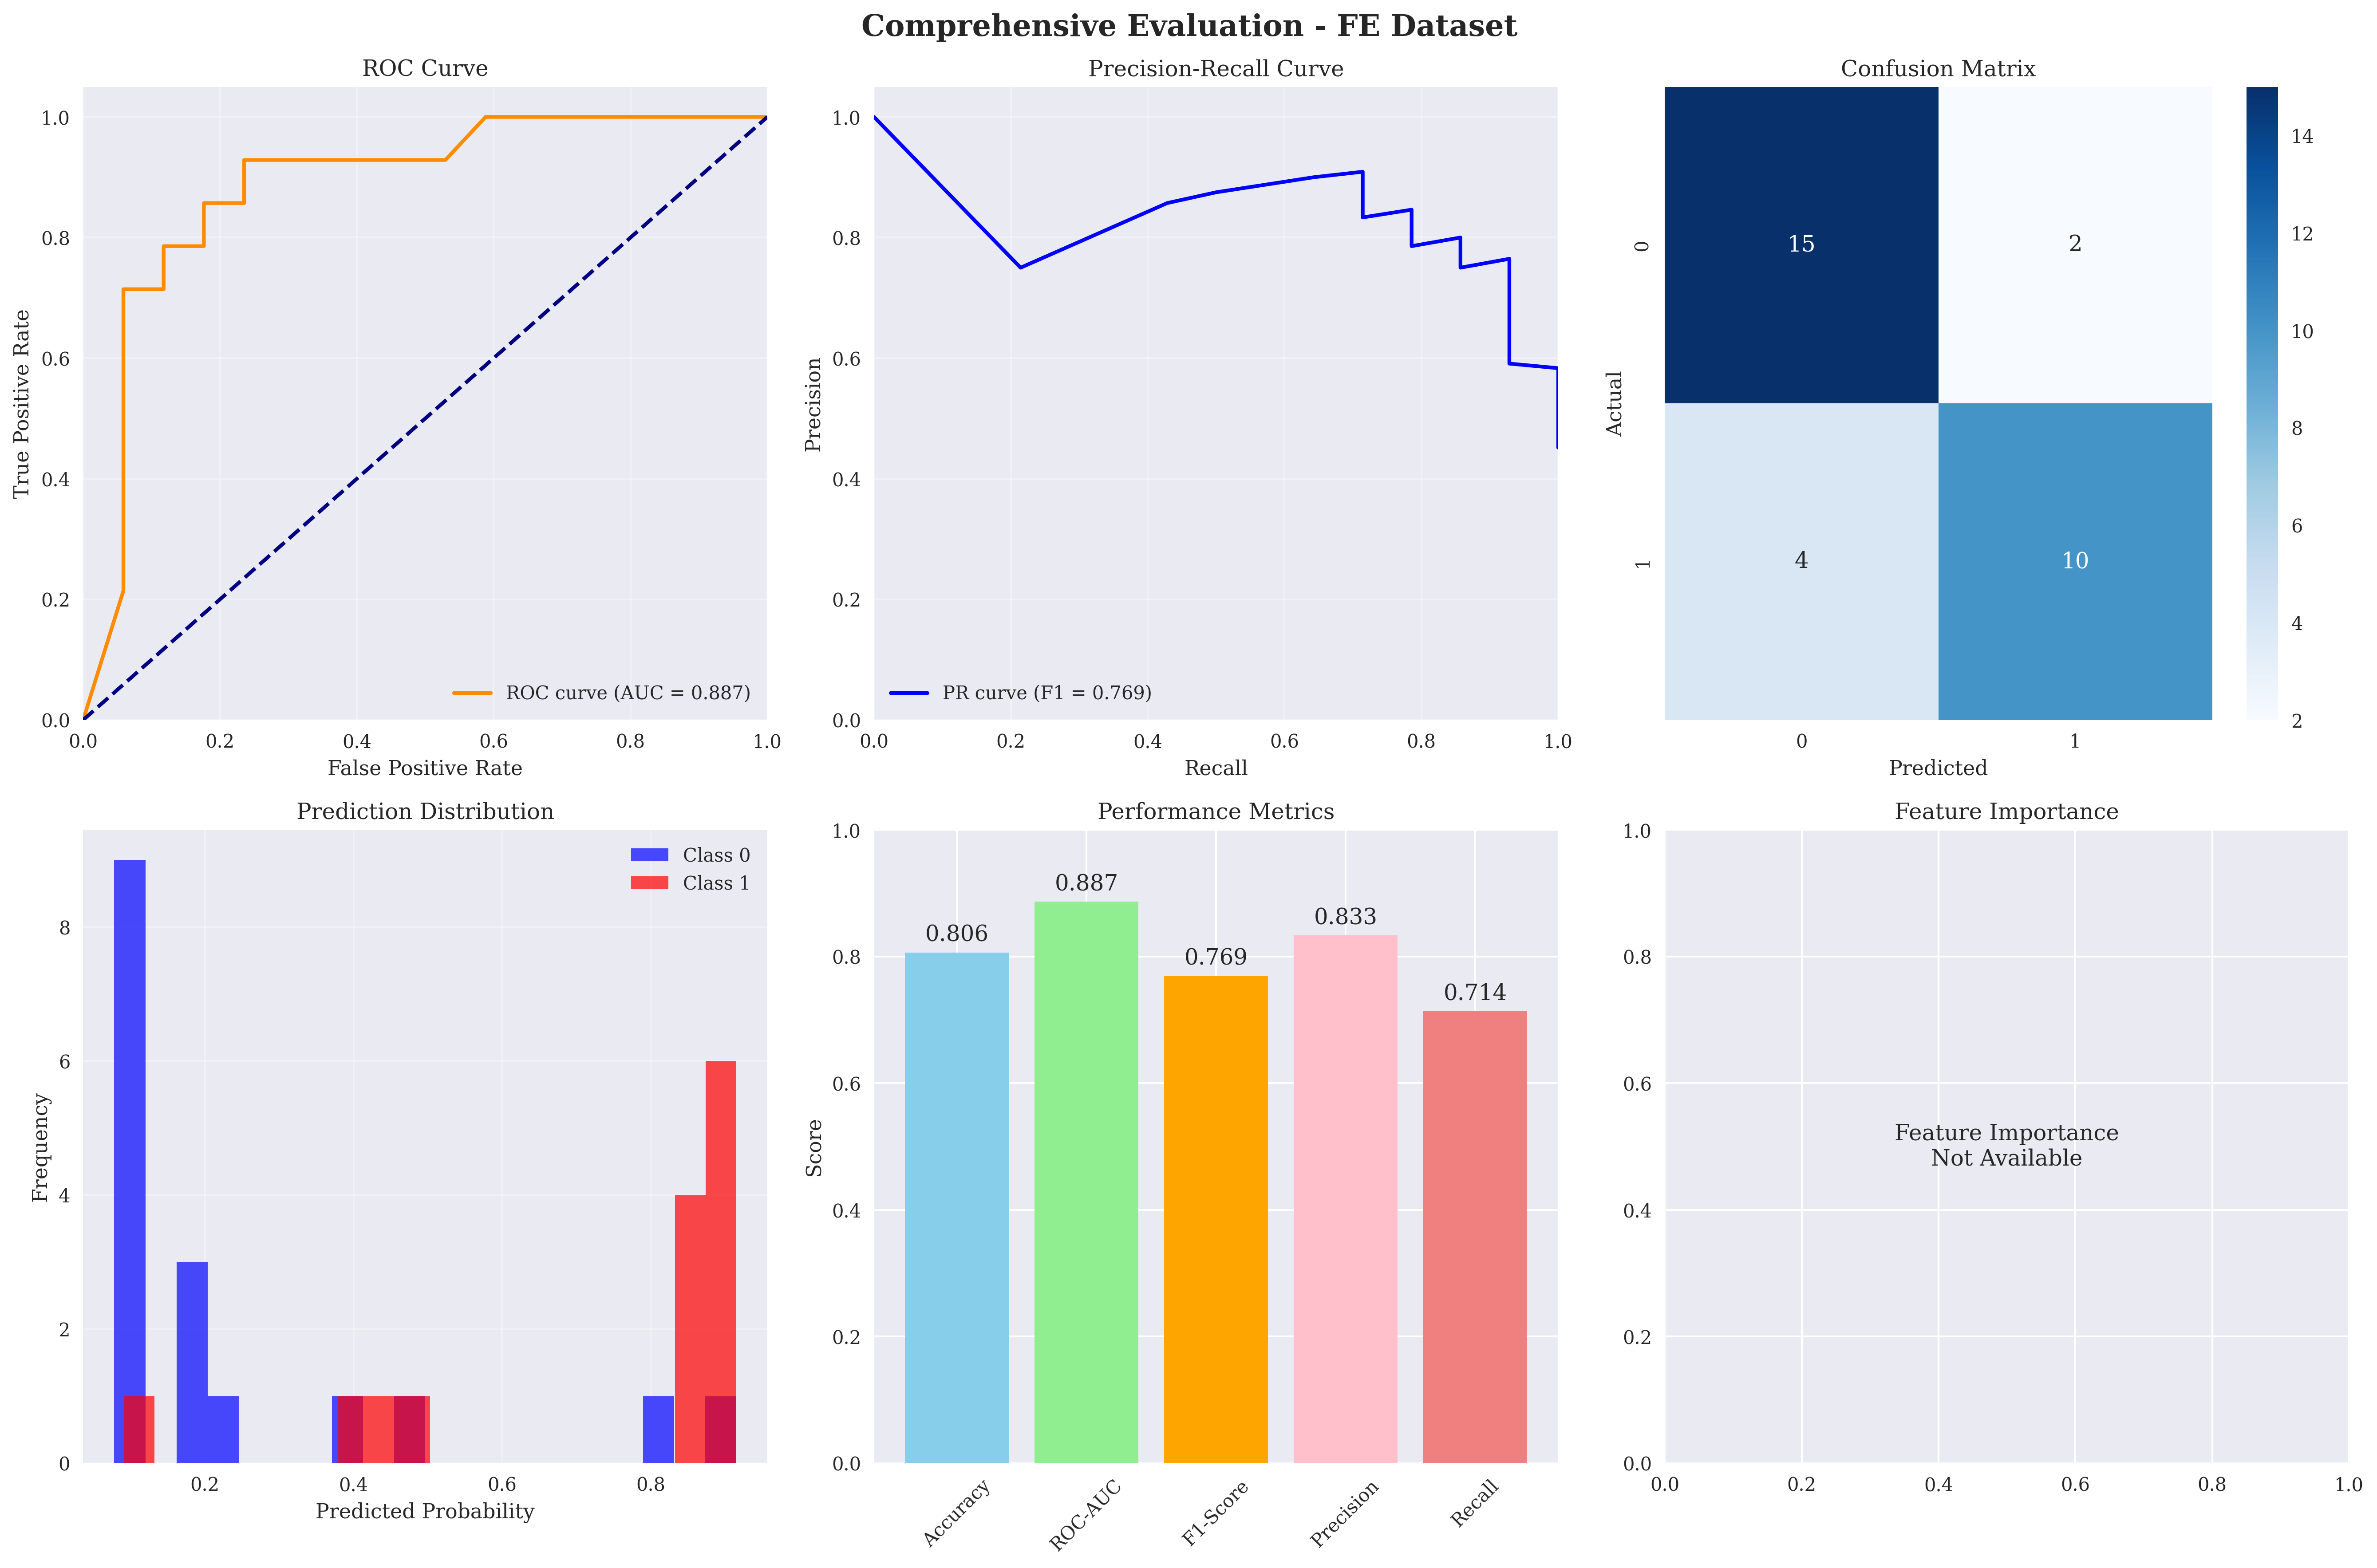 Comprehensive Evaluation - FE Dataset
ROC Curve
1.0
0.8
0.6
0.4
0.2
0.0
True Positive Rate
ROC curve (AUC = 0.887)
0.0 0.2 0.4 0.6 0.8 1.0
False Positive Rate
Precision-Recall Curve
1.0
0.8
0.6
0.4
0.2
0.0
Precision
PR curve (F1 = 0.769)
0.0 0.2 0.4 0.6 0.8 1.0
Recall
Confusion Matrix
0
1
Actual
15 2
4 10
0 1
Predicted
14
12
10
8
6
4
2
Prediction Distribution
Class 0
Class 1
8
6
4
2
0
Frequency
0.2 0.4 0.6 0.8
Predicted Probability
Performance Metrics
1.0
0.8
0.6
0.4
0.2
0.0
Score
0.806
0.887
0.769
0.833
0.714
Accuracy
ROC-AUC
F1-Score
Precision
Recall
Feature Importance
1.0
0.8
0.6
0.4
0.2
0.0
Feature Importance
Not Available
0.0 0.2 0.4 0.6 0.8 1.0